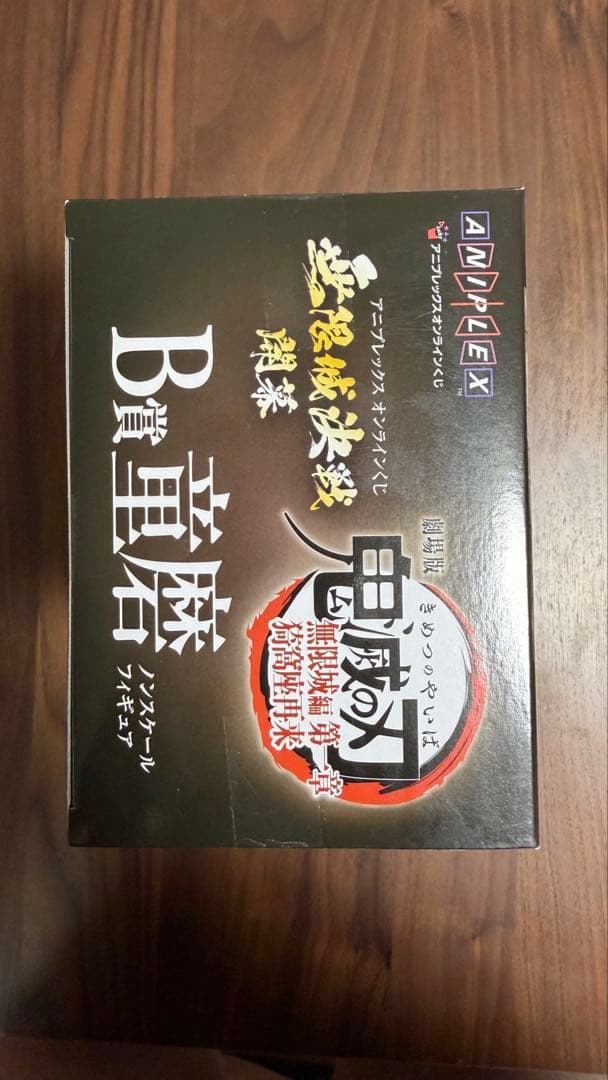 ANIPLEX™
アニプレックスオンラインくじ
アニプレックス オンラインくじ
無限城決戦
開幕
B賞 童磨 ノンスケール
フィギュア
劇場版
きめつのやいば
鬼滅の刃
無限城編 第一章
猗窩座再来